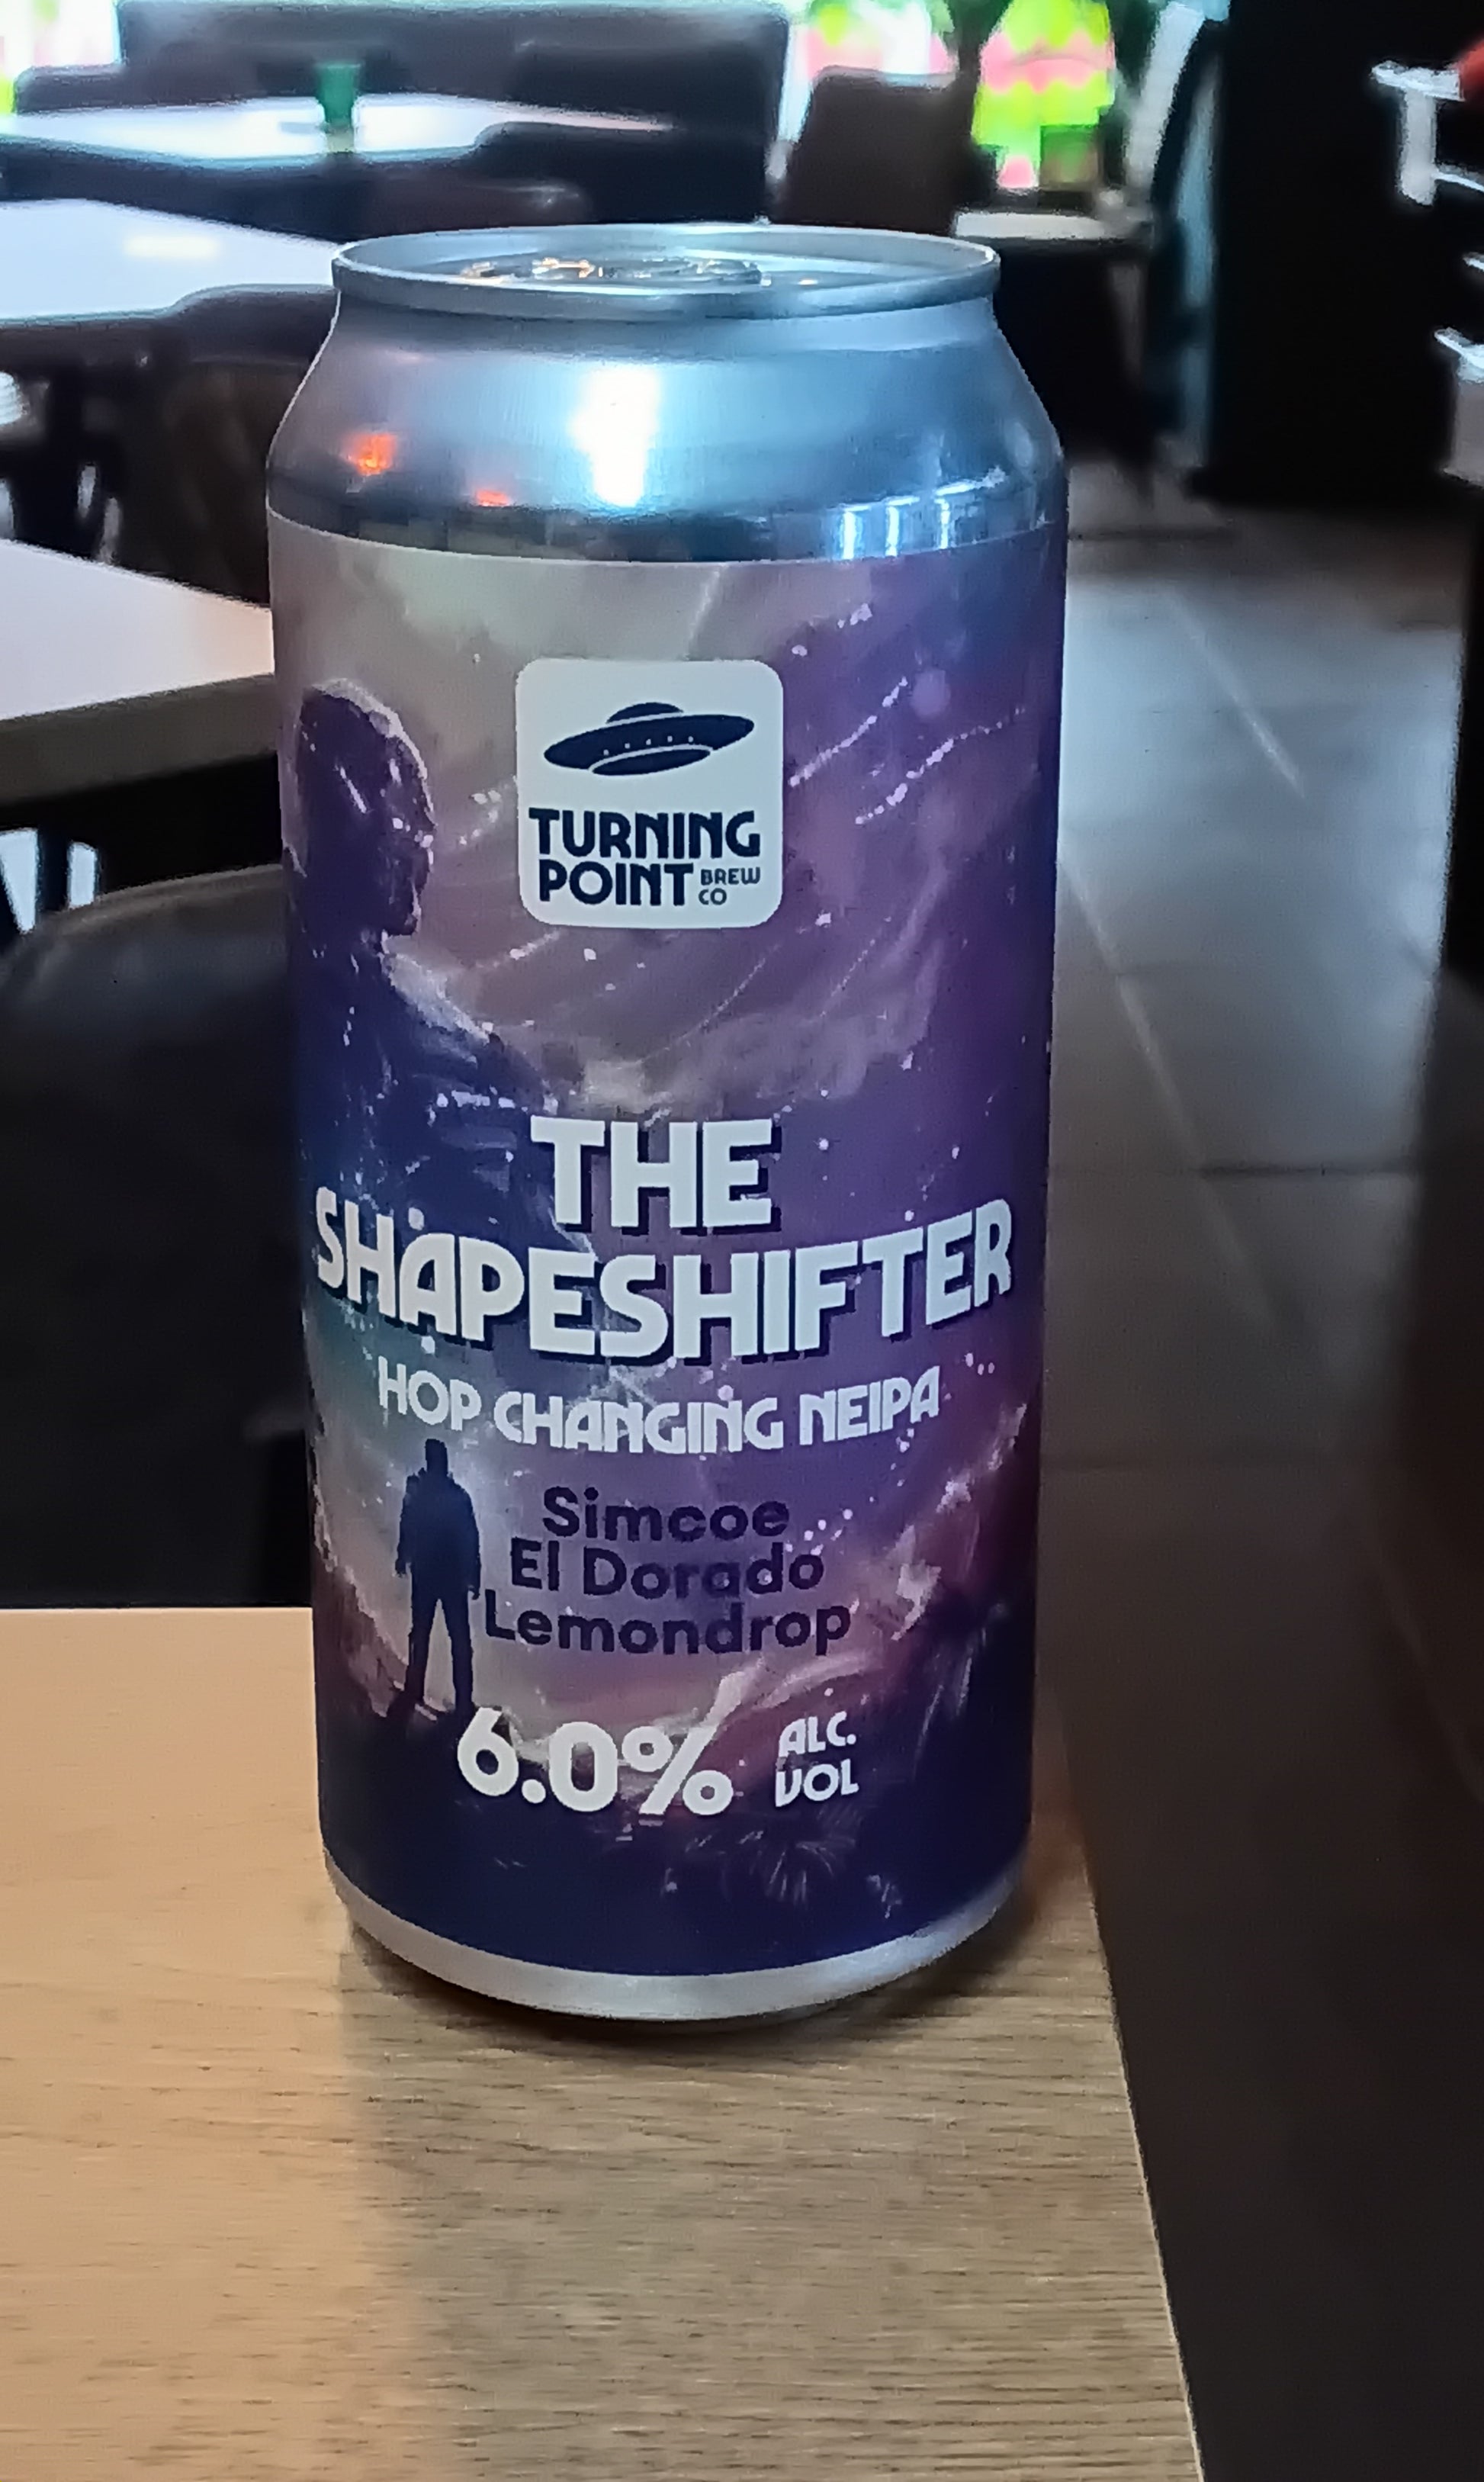 TURNING
POINT BREW CO
THE
SHAPESHIFTER
HOP CHANGING NEIPA
Simcoe
El Dorado
Lemondrop
6.0% ALC. VOL